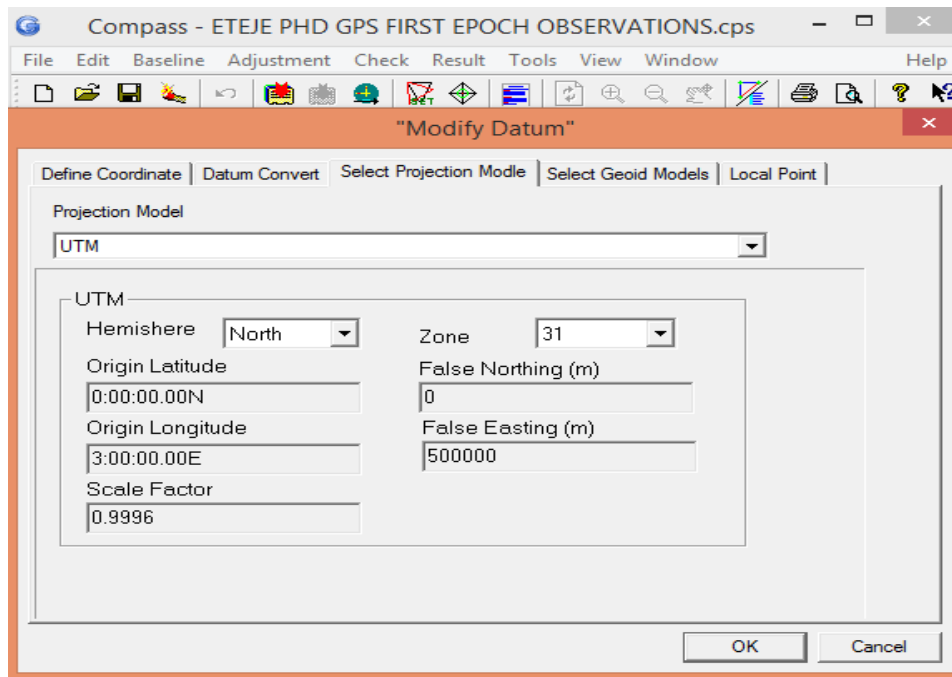 Compass - ETEJE PHD GPS FIRST EPOCH OBSERVATIONS.cps
File Edit Baseline Adjustment Check Result Tools View Window Help
"Modify Datum"
Define Coordinate Datum Convert Select Projection Modle Select Geoid Models Local Point
Projection Model
UTM
UTM
Hemishere North Zone 31
Origin Latitude False Northing (m)
0:00:00.00N 0
Origin Longitude False Easting (m)
3:00:00.00E 500000
Scale Factor
0.9996
OK Cancel